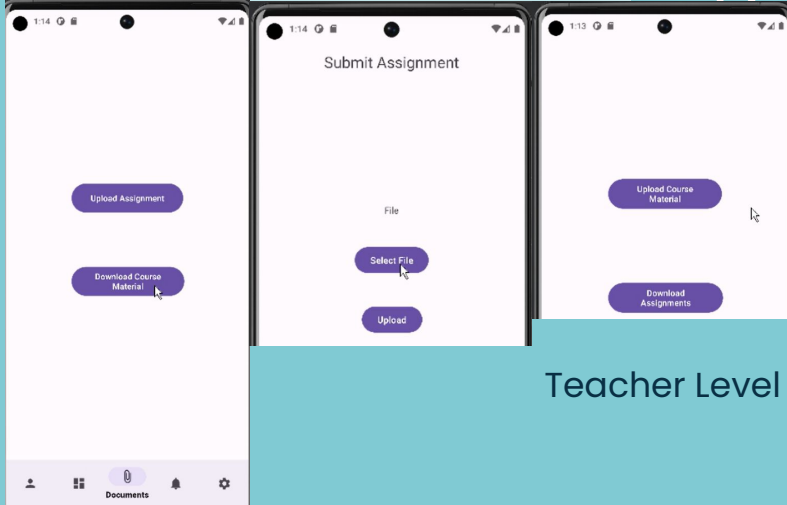 1:14
Upload Assignment
Download Course
Material
Documents
1:14
Submit Assignment
File
Select File
Upload
1:13
Upload Course
Material
Download
Assignments
Teacher Level